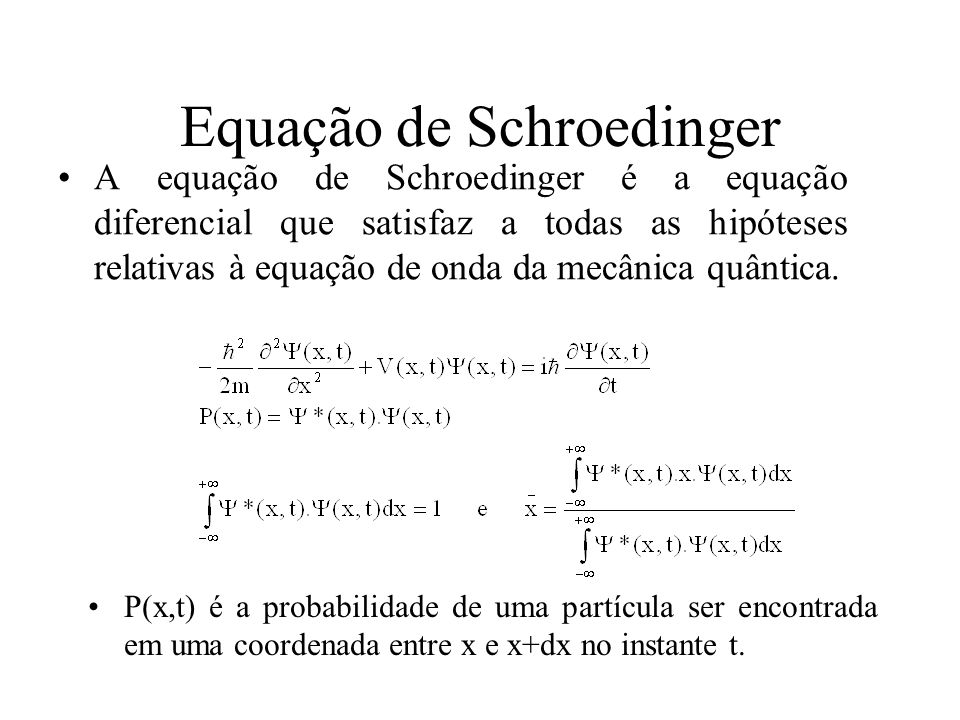 Equação de Schroedinger
• A equação de Schroedinger é a equação
diferencial que satisfaz a todas as hipóteses
relativas à equação de onda da mecânica quântica.
−ħ²/2m ∂²Ψ(x,t)/∂x² + V(x,t)Ψ(x,t) = iħ ∂Ψ(x,t)/∂t
P(x,t) = Ψ*(x,t).Ψ(x,t)
∫_{−∞}^{+∞} Ψ*(x,t).Ψ(x,t)dx = 1 e x̄ = ∫_{−∞}^{+∞} Ψ*(x,t).x.Ψ(x,t)dx / ∫_{−∞}^{+∞} Ψ*(x,t).Ψ(x,t)dx
• P(x,t) é a probabilidade de uma partícula ser encontrada
em uma coordenada entre x e x+dx no instante t.